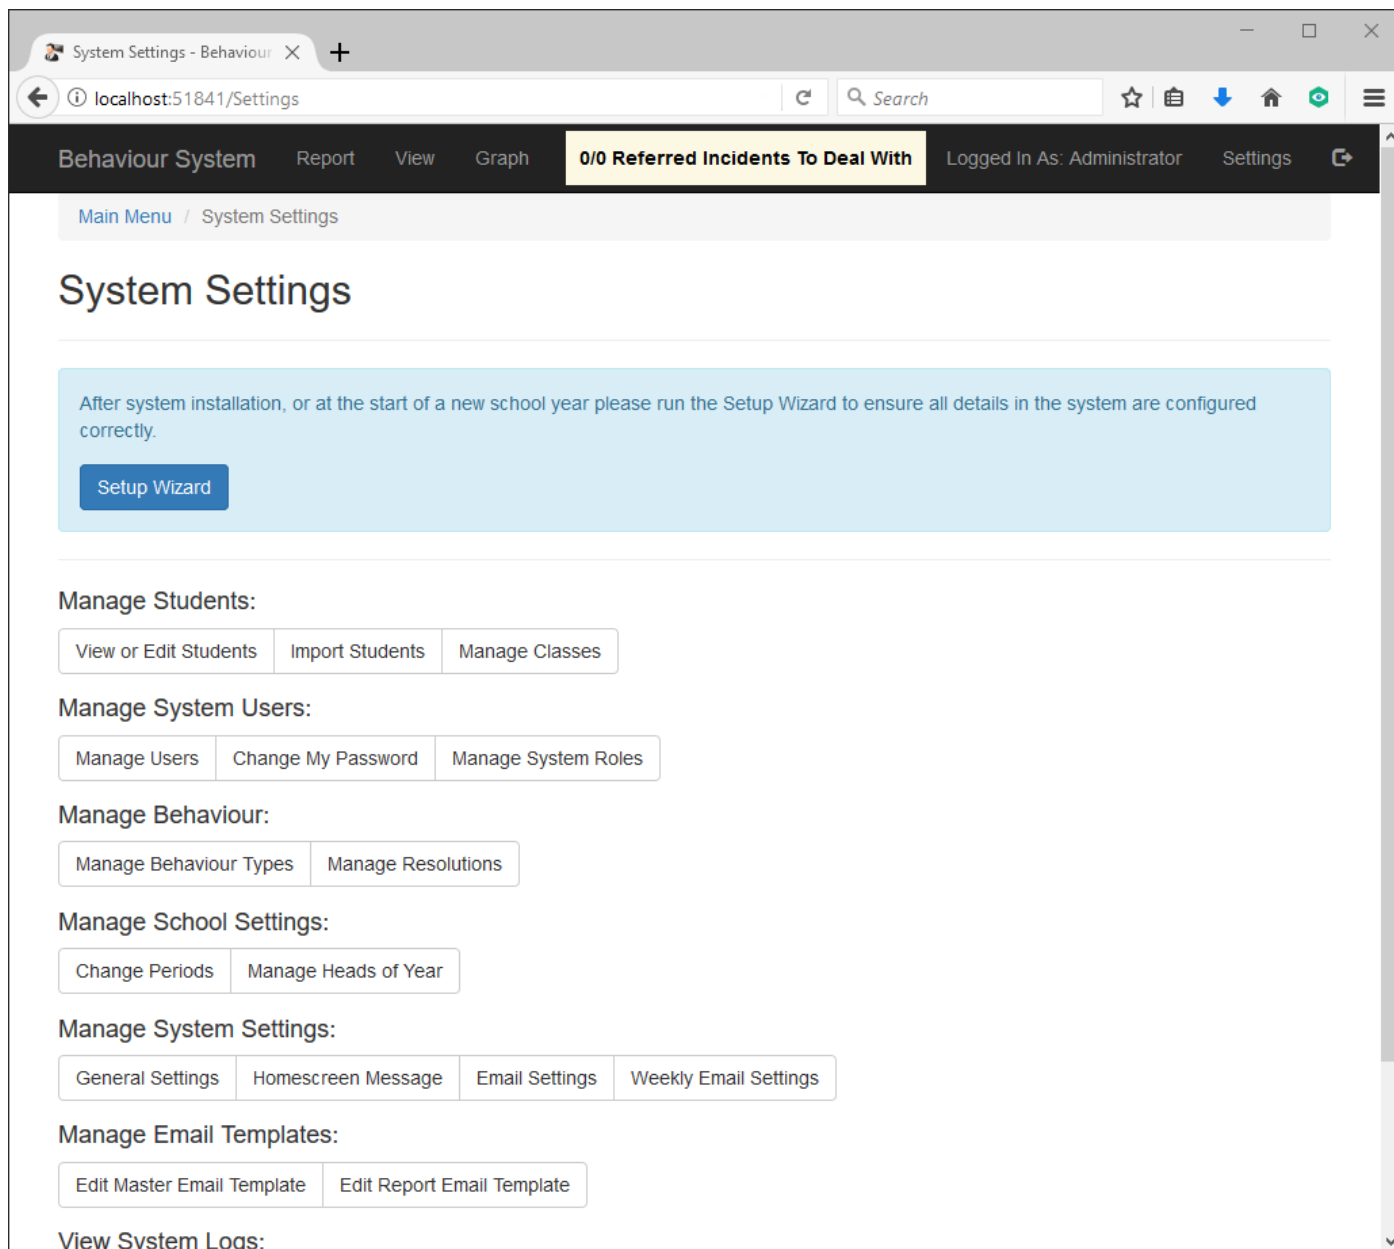 System Settings - Behaviour
localhost:51841/Settings
Search
Behaviour System Report View Graph 0/0 Referred Incidents To Deal With Logged In As: Administrator Settings
Main Menu / System Settings
System Settings
After system installation, or at the start of a new school year please run the Setup Wizard to ensure all details in the system are configured
correctly.
Setup Wizard
Manage Students:
View or Edit Students Import Students Manage Classes
Manage System Users:
Manage Users Change My Password Manage System Roles
Manage Behaviour:
Manage Behaviour Types Manage Resolutions
Manage School Settings:
Change Periods Manage Heads of Year
Manage System Settings:
General Settings Homescreen Message Email Settings Weekly Email Settings
Manage Email Templates:
Edit Master Email Template Edit Report Email Template
View System Logs: